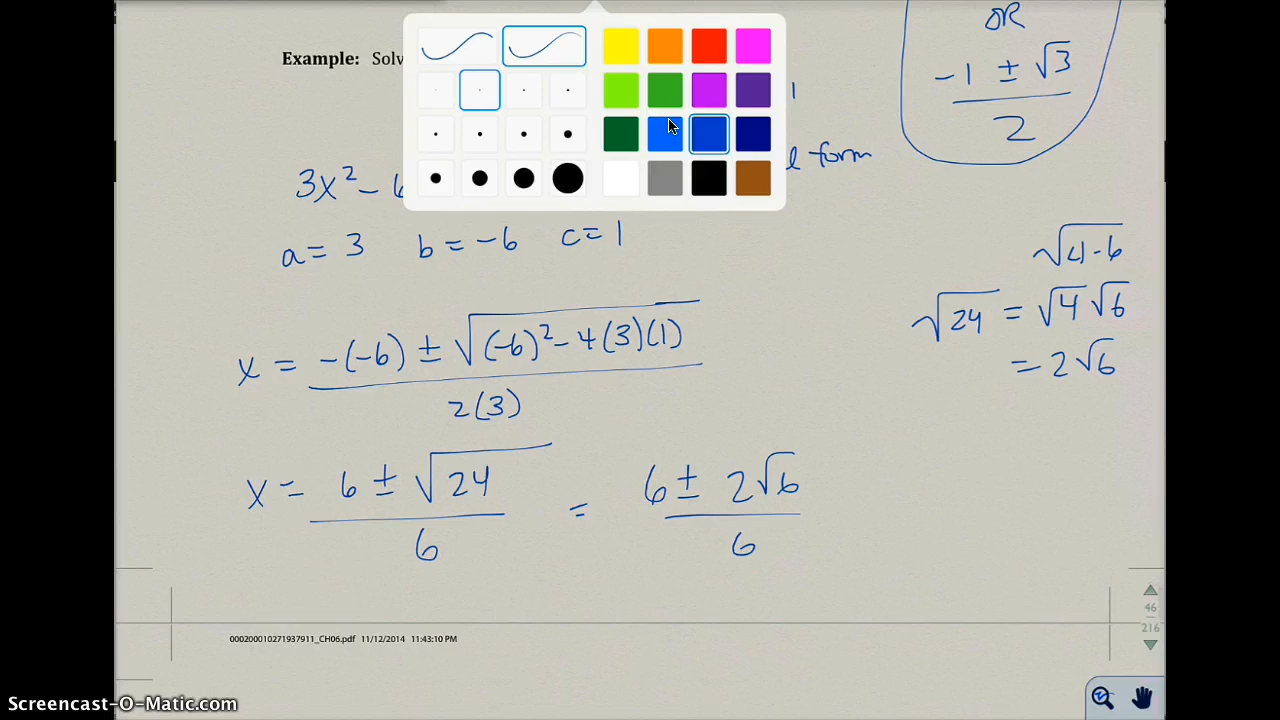 OR
-1 ± √3
2
Example: Solv
l form
3x² - 6
a = 3 b = -6 c = 1
√4·6
√24 = √4 √6
= 2√6
x = -(-6) ± √(-6)² - 4(3)(1)
2(3)
x = 6 ± √24 = 6 ± 2√6
6 6
46
216
000200010271937911_CH06.pdf 11/12/2014 11:43:10 PM
Screencast-O-Matic.com